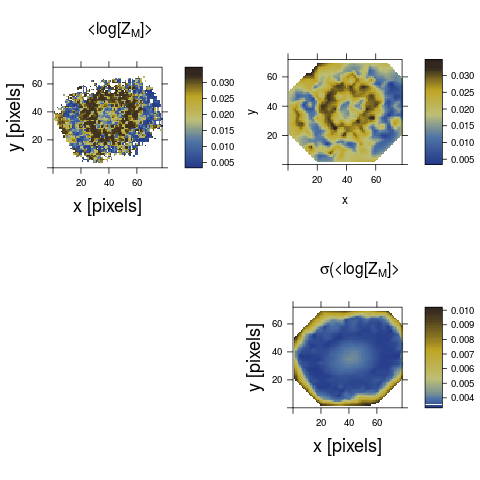 <log[Z_M]>
60
40
20
y [pixels]
20 40 60
x [pixels]
0.030
0.025
0.020
0.015
0.010
0.005
60
40
20
y
20 40 60
x
0.030
0.025
0.020
0.015
0.010
0.005
σ(<log[Z_M]>
60
40
20
y [pixels]
20 40 60
x [pixels]
0.010
0.009
0.008
0.007
0.006
0.005
0.004